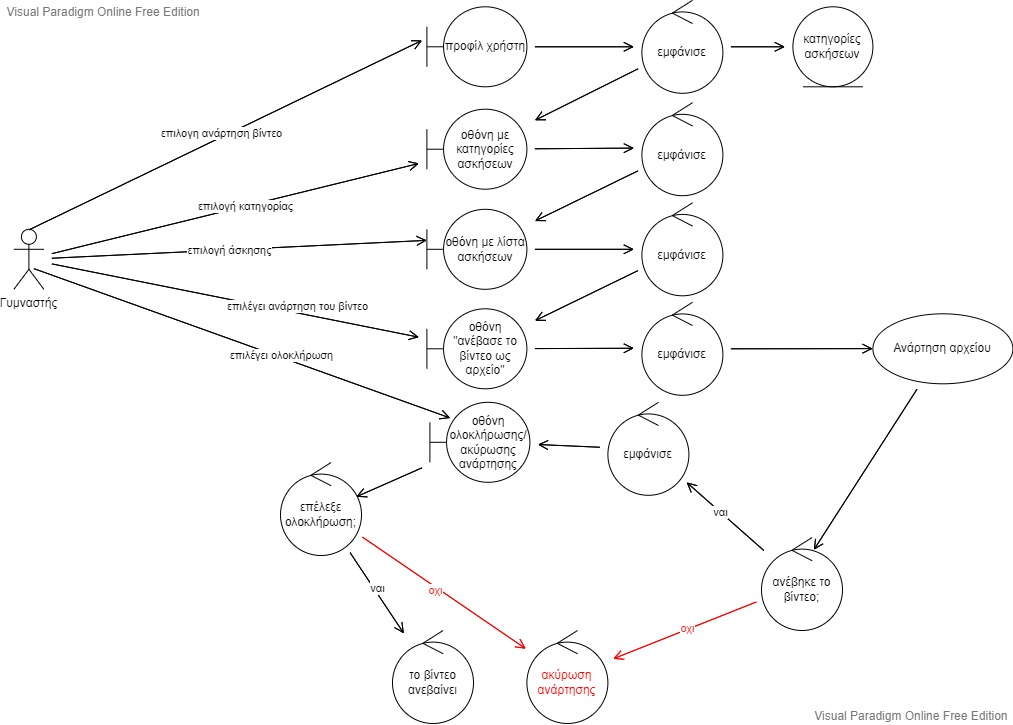 Visual Paradigm Online Free Edition
προφίλ χρήστη
εμφάνισε
κατηγορίες
ασκήσεων
επιλογη ανάρτηση βίντεο
οθόνη με
κατηγορίες
ασκήσεων
εμφάνισε
επιλογή κατηγορίας
επιλογή άσκησης
οθόνη με λίστα
ασκήσεων
εμφάνισε
Γυμναστής
επιλέγει ανάρτηση του βίντεο
οθόνη
"ανέβασε το
βίντεο ως
αρχείο"
εμφάνισε
Ανάρτηση αρχείου
επιλέγει ολοκλήρωση
οθόνη
ολοκλήρωσης/
ακύρωσης
ανάρτησης
εμφάνισε
επέλεξε
ολοκλήρωση;
ναι
ναι
οχι
ανέβηκε το
βίντεο;
οχι
το βίντεο
ανεβαίνει
ακύρωση
ανάρτησης
Visual Paradigm Online Free Edition